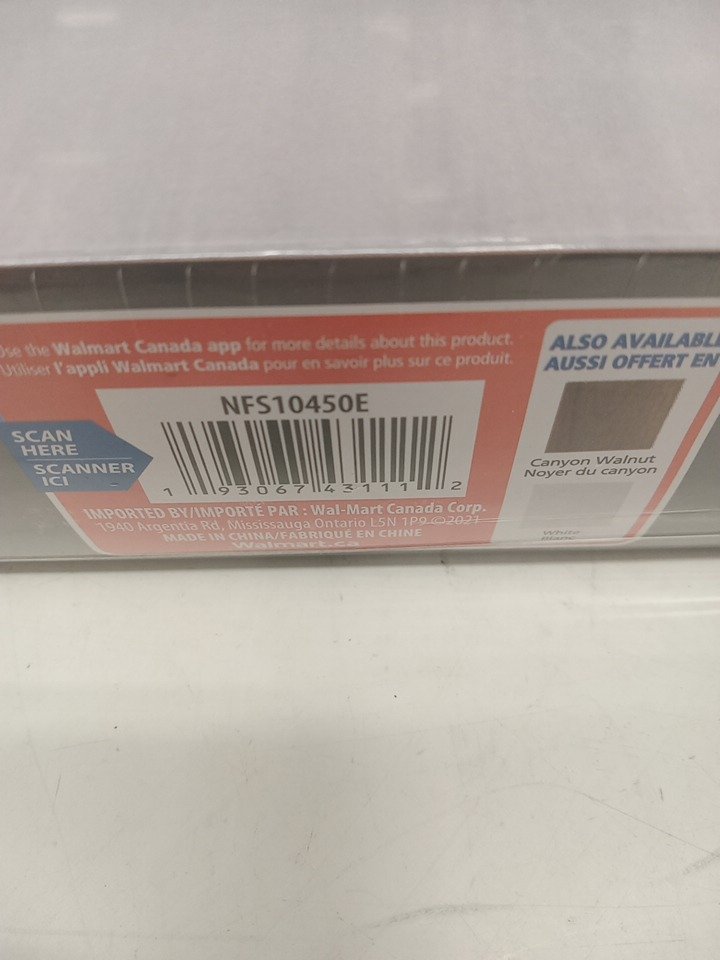 Use the Walmart Canada app for more details about this product.
Utiliser l'appli Walmart Canada pour en savoir plus sur ce produit.
NFS10450E
SCAN
HERE
SCANNER
ICI
1 93067 43111 2
IMPORTED BY/IMPORTÉ PAR : Wal-Mart Canada Corp.
1940 Argentia Rd, Mississauga Ontario L5N 1P9 ©2021
MADE IN CHINA/FABRIQUÉ EN CHINE
Walmart.ca
ALSO AVAILABLE
AUSSI OFFERT EN
Canyon Walnut
Noyer du canyon
White
Blanc